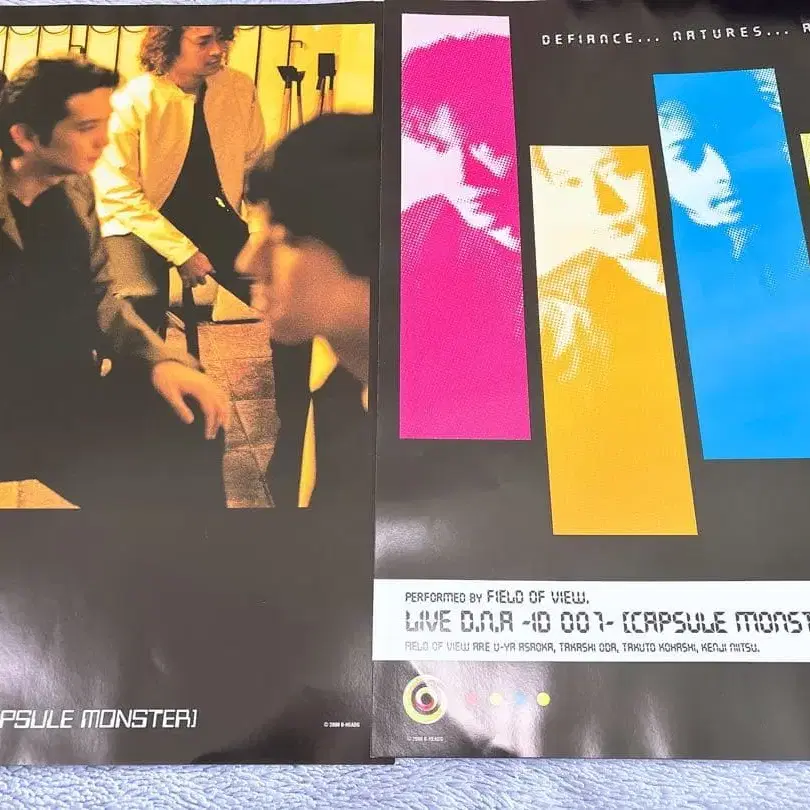 DEFIANCE... NATURES...
PERFORMED BY FIELD OF VIEW.
LIVE D.N.A -ID 001- [CAPSULE MONST
FIELD OF VIEW ARE U-YA ASAOKA, TAKASHI ODA, TAKUTO KOHASHI, KENJI NIITSU.
© 2000 B-HEADS
APSULE MONSTER]
© 2000 B-HEADS